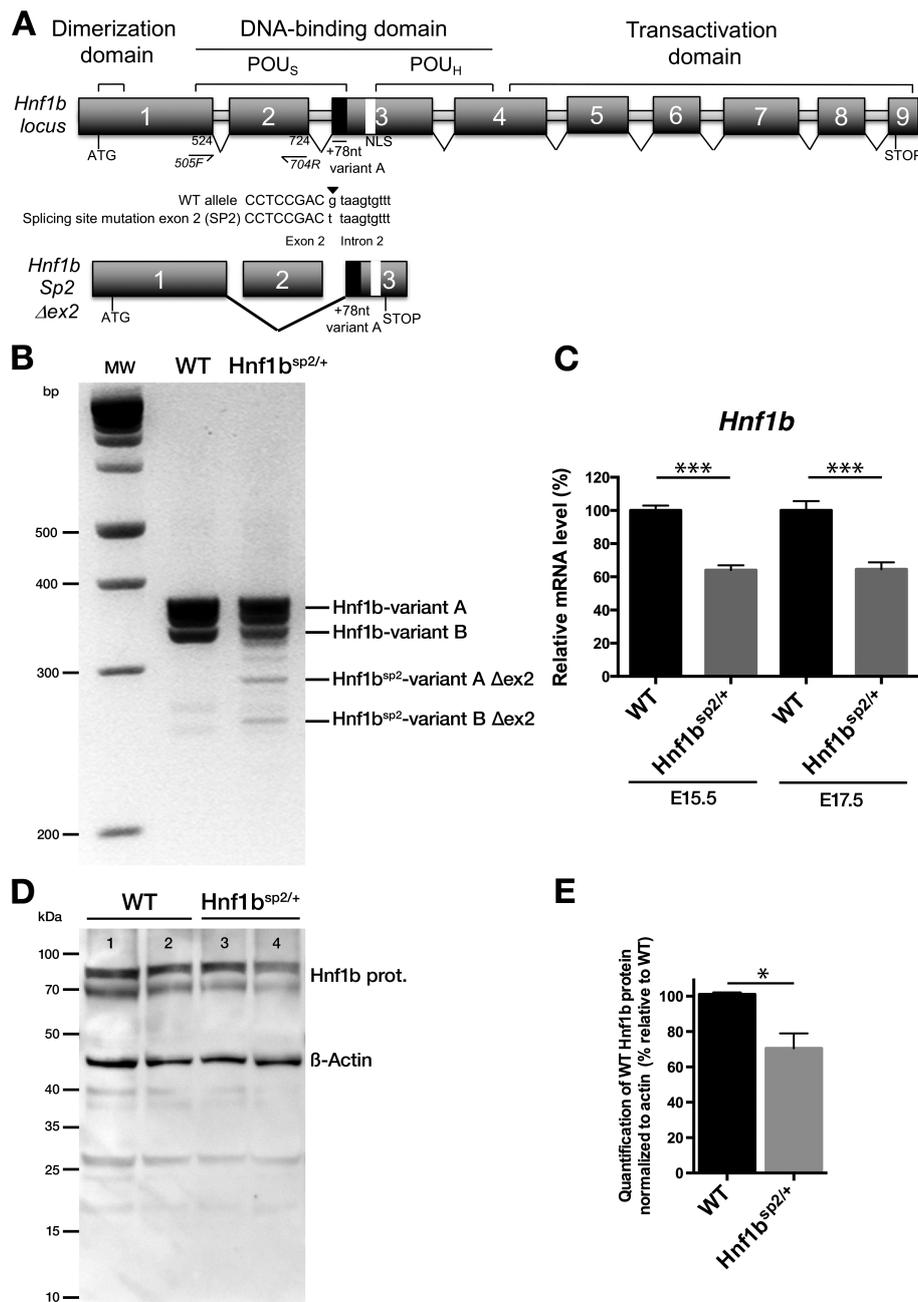 A
Dimerization
domain
DNA-binding domain
Transactivation
domain
POUS
POUH
Hnf1b
locus
1
2
3
4
5
6
7
8
9
524
724
ATG
505F
704R
+78nt
variant A
NLS
STOP
WT allele CCTCCGAC g taagtgttt
Splicing site mutation exon 2 (SP2) CCTCCGAC t taagtgttt
Exon 2 Intron 2
Hnf1b
Sp2
Δex2
1
2
3
ATG
+78nt
variant A
STOP
B
MW
WT
Hnf1bsp2/+
bp
500
400
300
200
Hnf1b-variant A
Hnf1b-variant B
Hnf1bsp2-variant A Δex2
Hnf1bsp2-variant B Δex2
C
Hnf1b
Relative mRNA level (%)
120
100
80
60
40
20
0
***
***
WT
Hnf1bsp2/+
WT
Hnf1bsp2/+
E15.5
E17.5
D
kDa
WT
Hnf1bsp2/+
1
2
3
4
100
70
50
40
35
25
15
10
Hnf1b prot.
ß-Actin
E
Quantification of WT Hnf1b protein
normalized to actin (% relative to WT)
100
80
60
40
20
0
*
WT
Hnf1bsp2/+